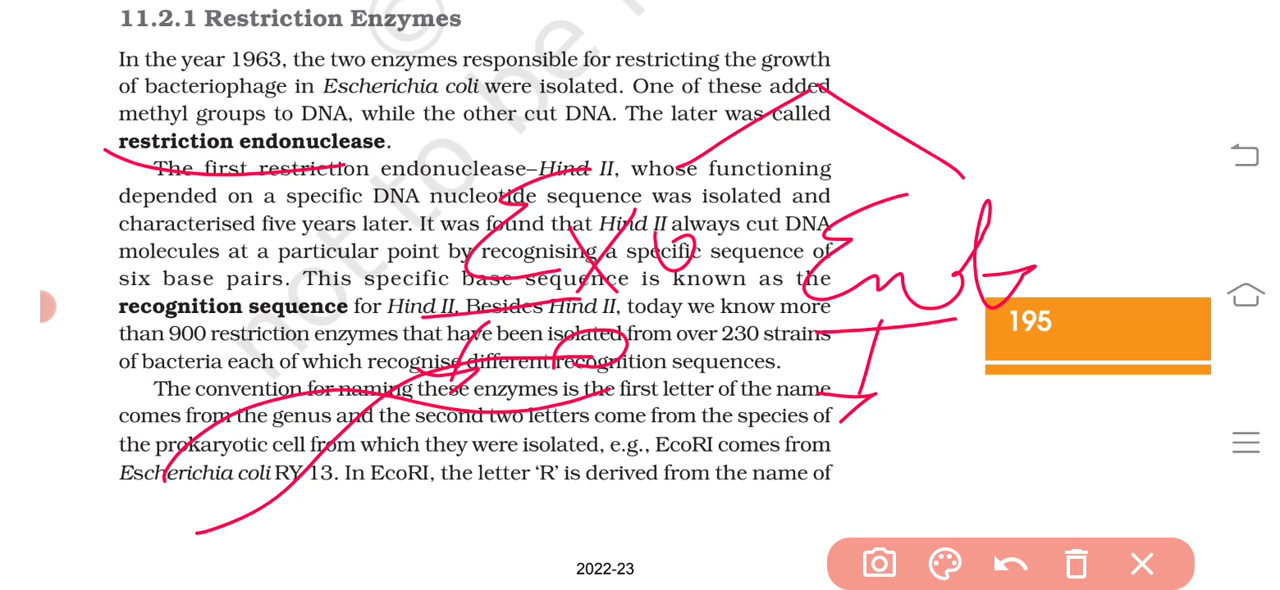 11.2.1 Restriction Enzymes
In the year 1963, the two enzymes responsible for restricting the growth
of bacteriophage in Escherichia coli were isolated. One of these added
methyl groups to DNA, while the other cut DNA. The later was called
restriction endonuclease.
The first restriction endonuclease–Hind II, whose functioning
depended on a specific DNA nucleotide sequence was isolated and
characterised five years later. It was found that Hind II always cut DNA
molecules at a particular point by recognising a specific sequence of
six base pairs. This specific base sequence is known as the
recognition sequence for Hind II. Besides Hind II, today we know more
than 900 restriction enzymes that have been isolated from over 230 strains
of bacteria each of which recognise different recognition sequences.
The convention for naming these enzymes is the first letter of the name
comes from the genus and the second two letters come from the species of
the prokaryotic cell from which they were isolated, e.g., EcoRI comes from
Escherichia coli RY 13. In EcoRI, the letter ‘R’ is derived from the name of
Exo
195
2022-23
© not to be